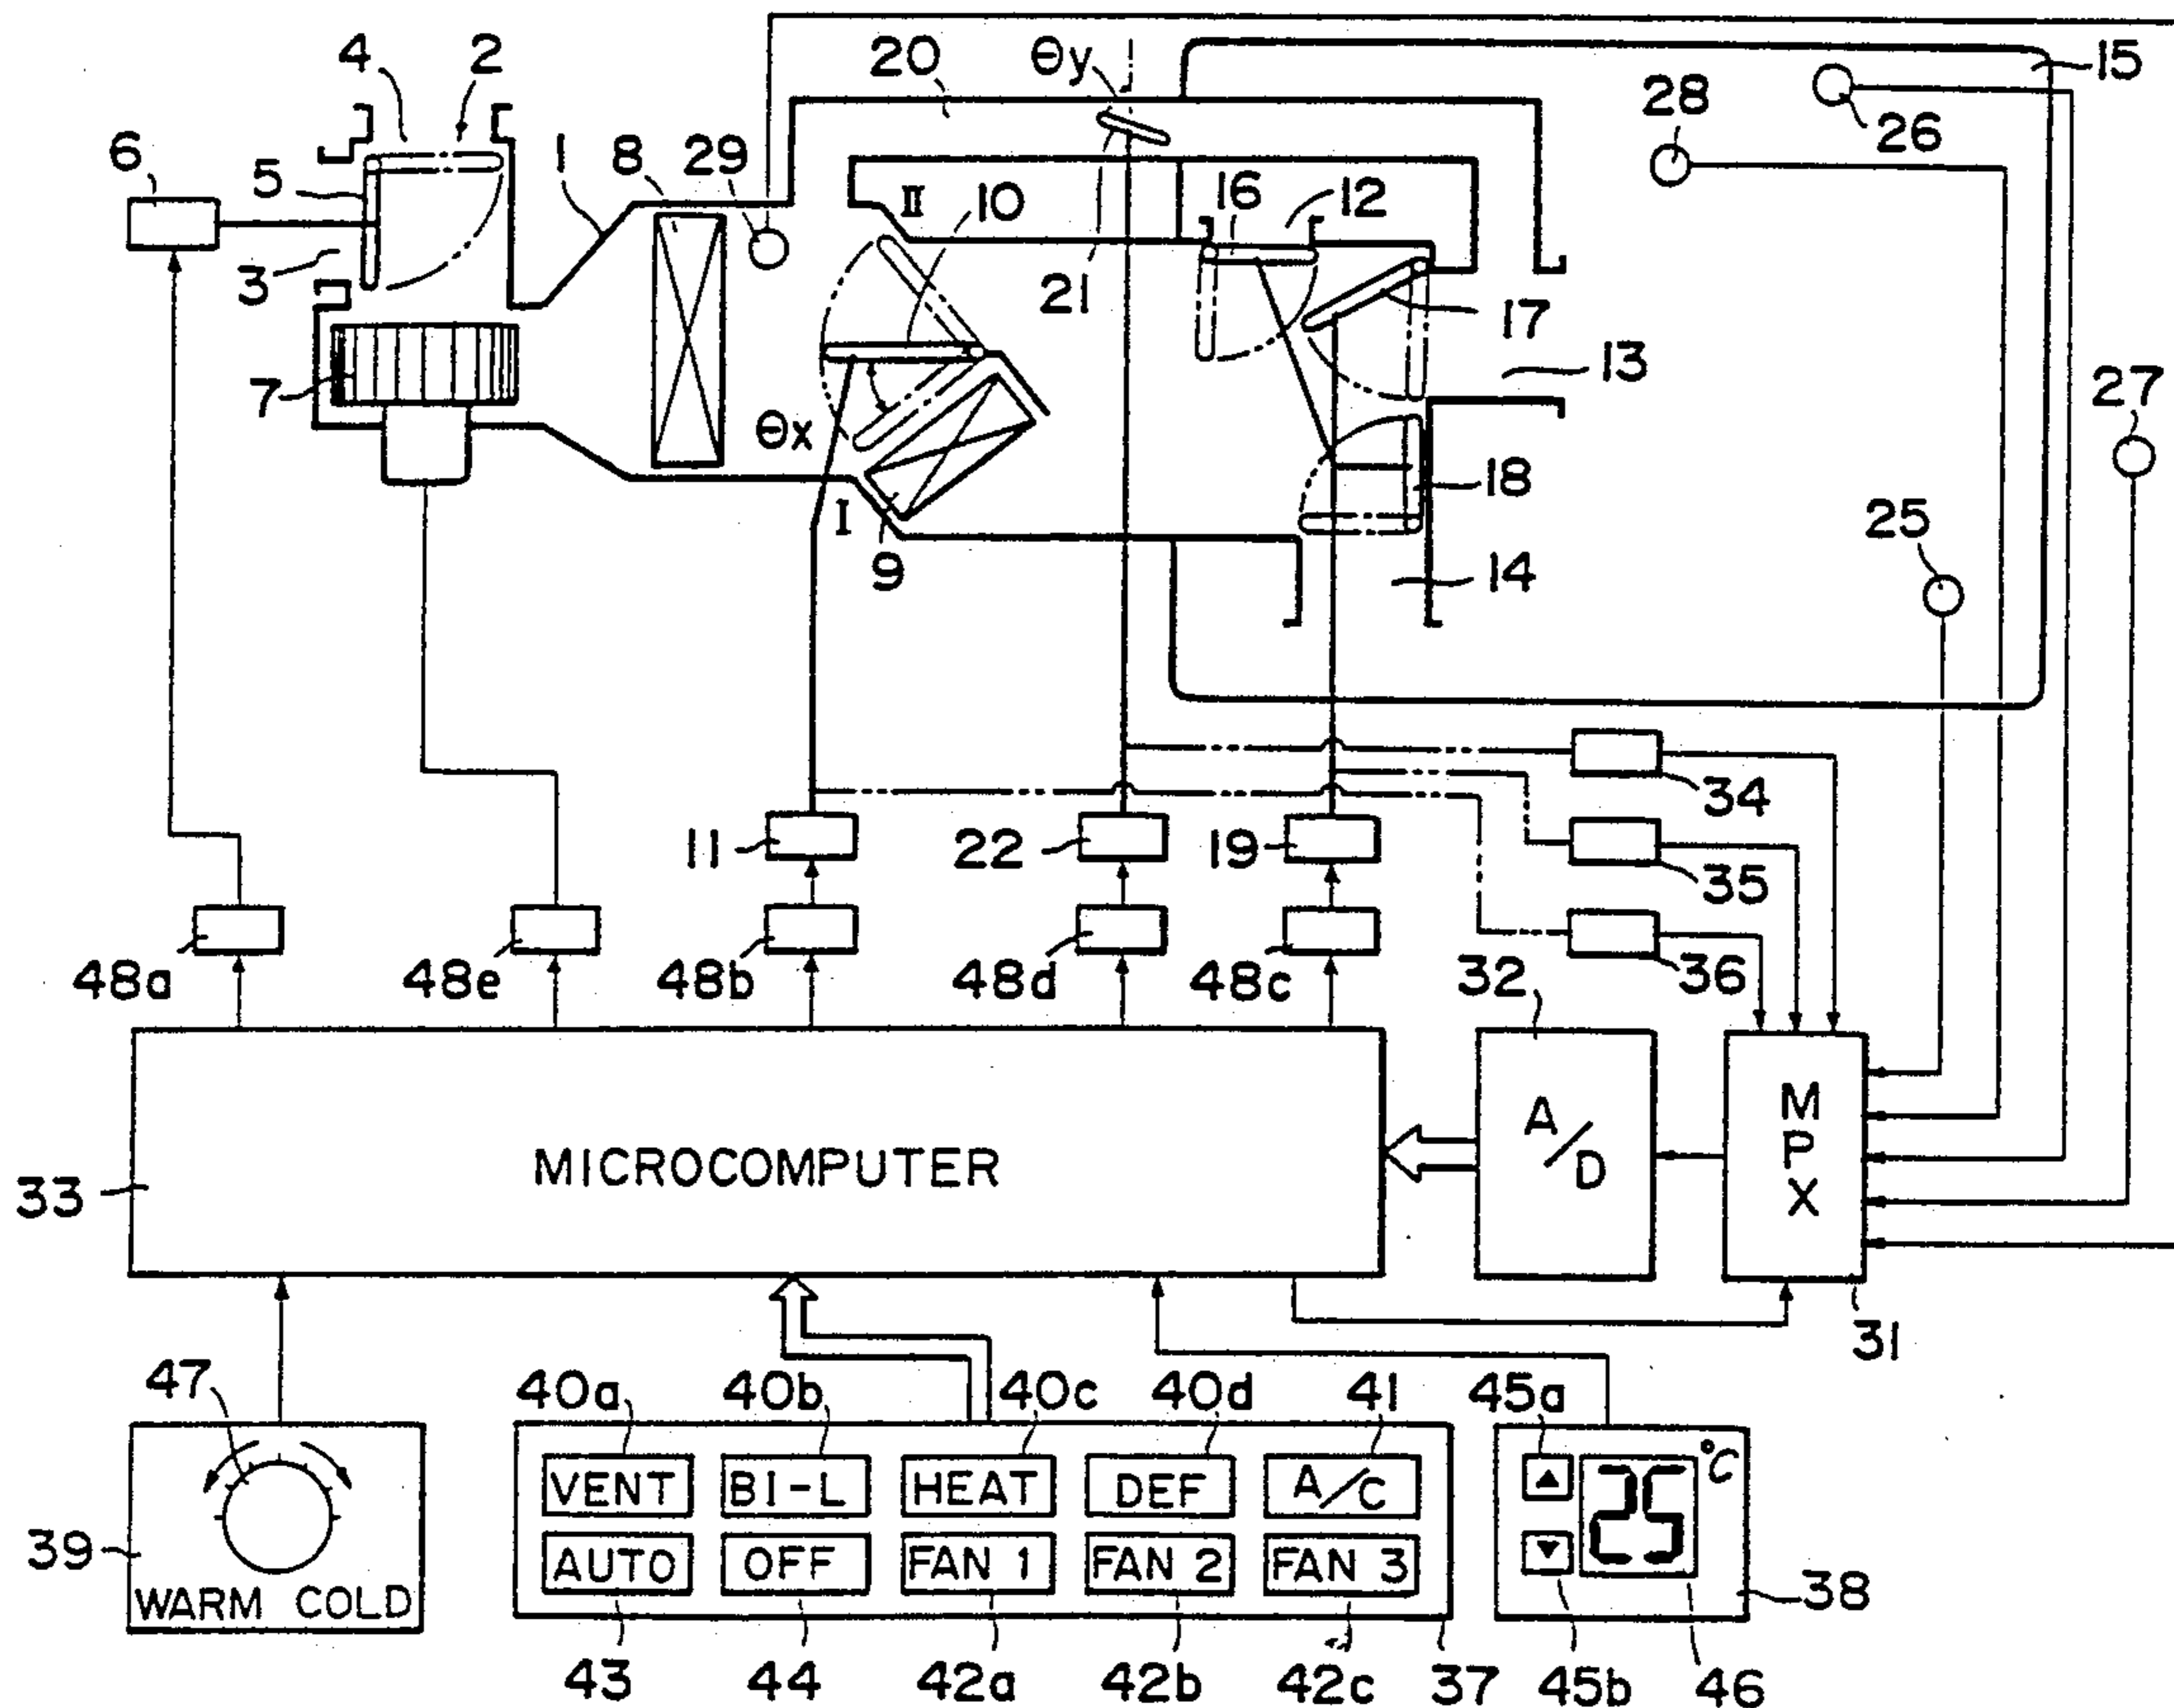 4 2 20 Θy 15
28 26
6 5 1 8 29 II 10 16 12
3 21 17
7 Θx 13 27
I 9 18 25
14
34
11 22 19
35
48a 48e 48b 48d 48c 32 36
MICROCOMPUTER
A/D
M
P
X
33
31
47 40a 40b 40c 40d 41 45a
VENT BI-L HEAT DEF A/C
25 °C
▲
▼
AUTO OFF FAN 1 FAN 2 FAN 3
39
WARM COLD
38
43 44 42a 42b 42c 37 45b 46